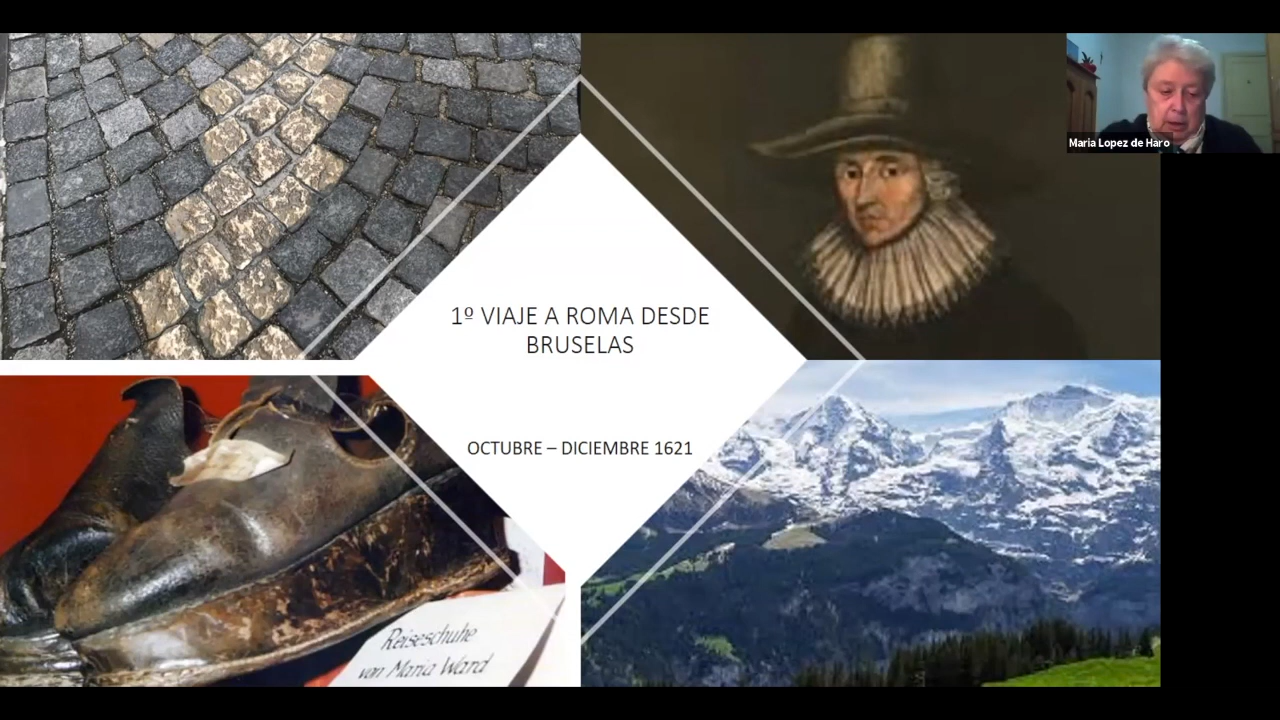 Maria Lopez de Haro
1º VIAJE A ROMA DESDE
BRUSELAS
OCTUBRE – DICIEMBRE 1621
Reiseschuhe
von Maria Ward